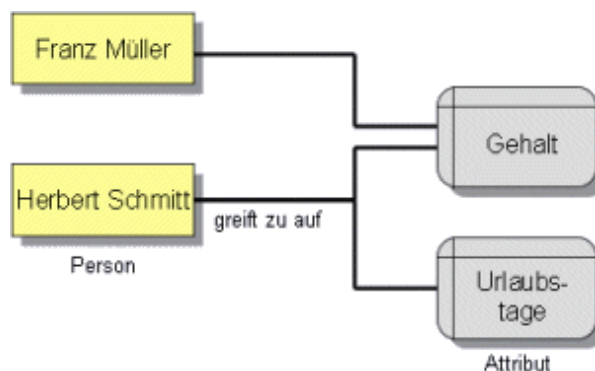 Franz Müller
Gehalt
Herbert Schmitt
greift zu auf
Person
Urlaubs-
tage
Attribut